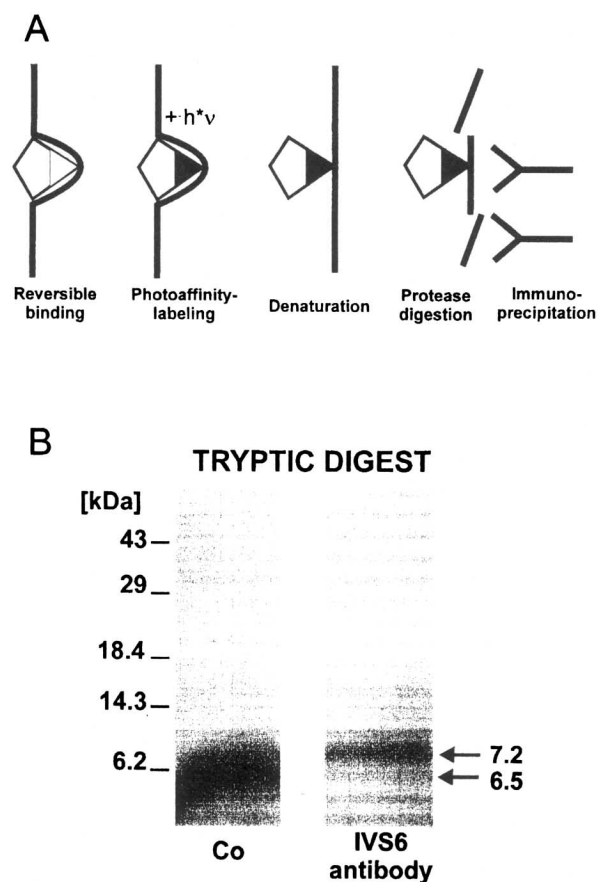 A
+ h*ν
Reversible
binding
Photoaffinity-
labeling
Denaturation
Protease
digestion
Immuno-
precipitation
B
TRYPTIC DIGEST
[kDa]
43
29
18.4
14.3
6.2
7.2
6.5
Co
IVS6
antibody